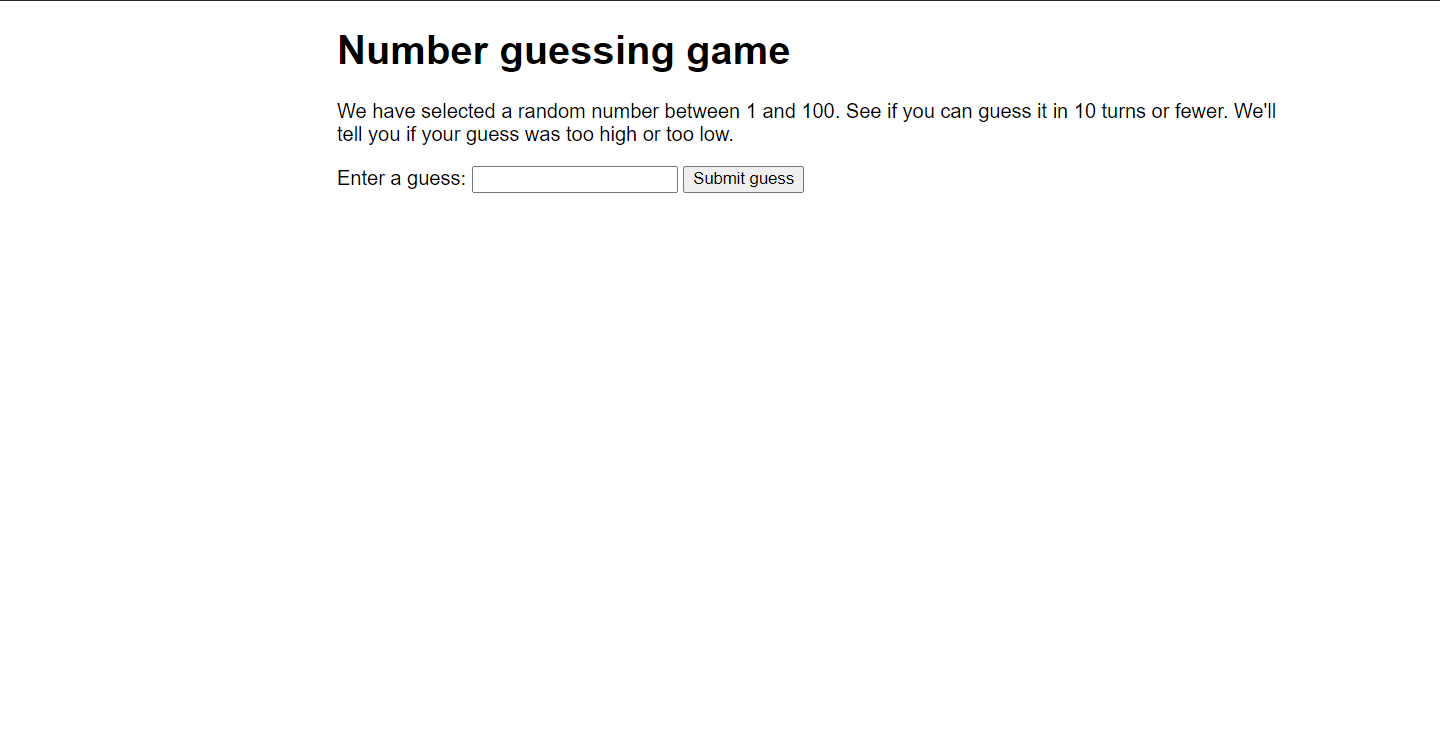 Number guessing game
We have selected a random number between 1 and 100. See if you can guess it in 10 turns or fewer. We'll
tell you if your guess was too high or too low.
Enter a guess: Submit guess